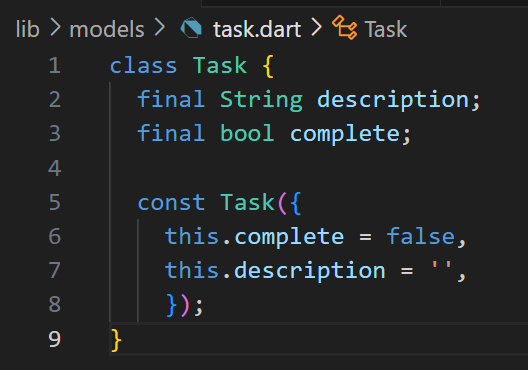 lib > models > task.dart > Task
1 class Task {
2   final String description;
3   final bool complete;
4
5   const Task({
6     this.complete = false,
7     this.description = '',
8     });
9 }